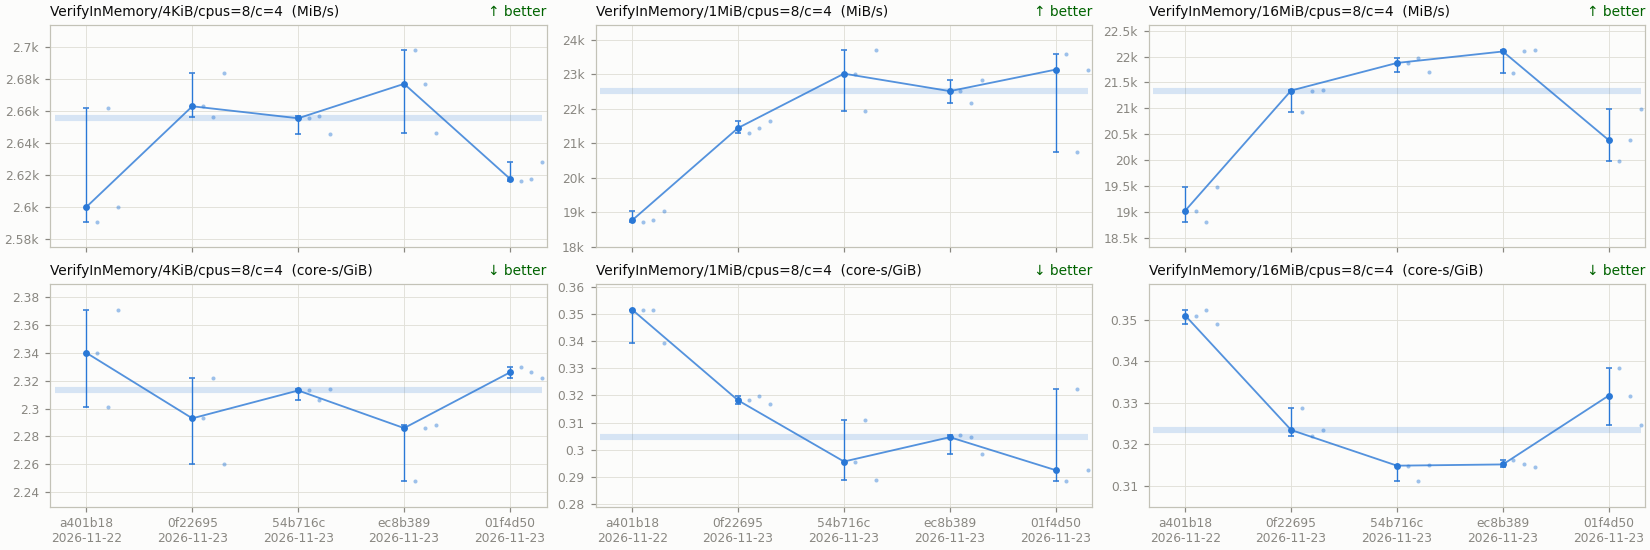 VerifyInMemory/4KiB/cpus=8/c=4 (MiB/s) ↑ better
2.7k
2.68k
2.66k
2.64k
2.62k
2.6k
2.58k
VerifyInMemory/1MiB/cpus=8/c=4 (MiB/s) ↑ better
24k
23k
22k
21k
20k
19k
18k
VerifyInMemory/16MiB/cpus=8/c=4 (MiB/s) ↑ better
22.5k
22k
21.5k
21k
20.5k
20k
19.5k
19k
18.5k
VerifyInMemory/4KiB/cpus=8/c=4 (core-s/GiB) ↓ better
2.38
2.36
2.34
2.32
2.3
2.28
2.26
2.24
a401b18 0f22695 54b716c ec8b389 01f4d50
2026-11-22 2026-11-23 2026-11-23 2026-11-23 2026-11-23
VerifyInMemory/1MiB/cpus=8/c=4 (core-s/GiB) ↓ better
0.36
0.35
0.34
0.33
0.32
0.31
0.3
0.29
0.28
a401b18 0f22695 54b716c ec8b389 01f4d50
2026-11-22 2026-11-23 2026-11-23 2026-11-23 2026-11-23
VerifyInMemory/16MiB/cpus=8/c=4 (core-s/GiB) ↓ better
0.35
0.34
0.33
0.32
0.31
a401b18 0f22695 54b716c ec8b389 01f4d50
2026-11-22 2026-11-23 2026-11-23 2026-11-23 2026-11-23